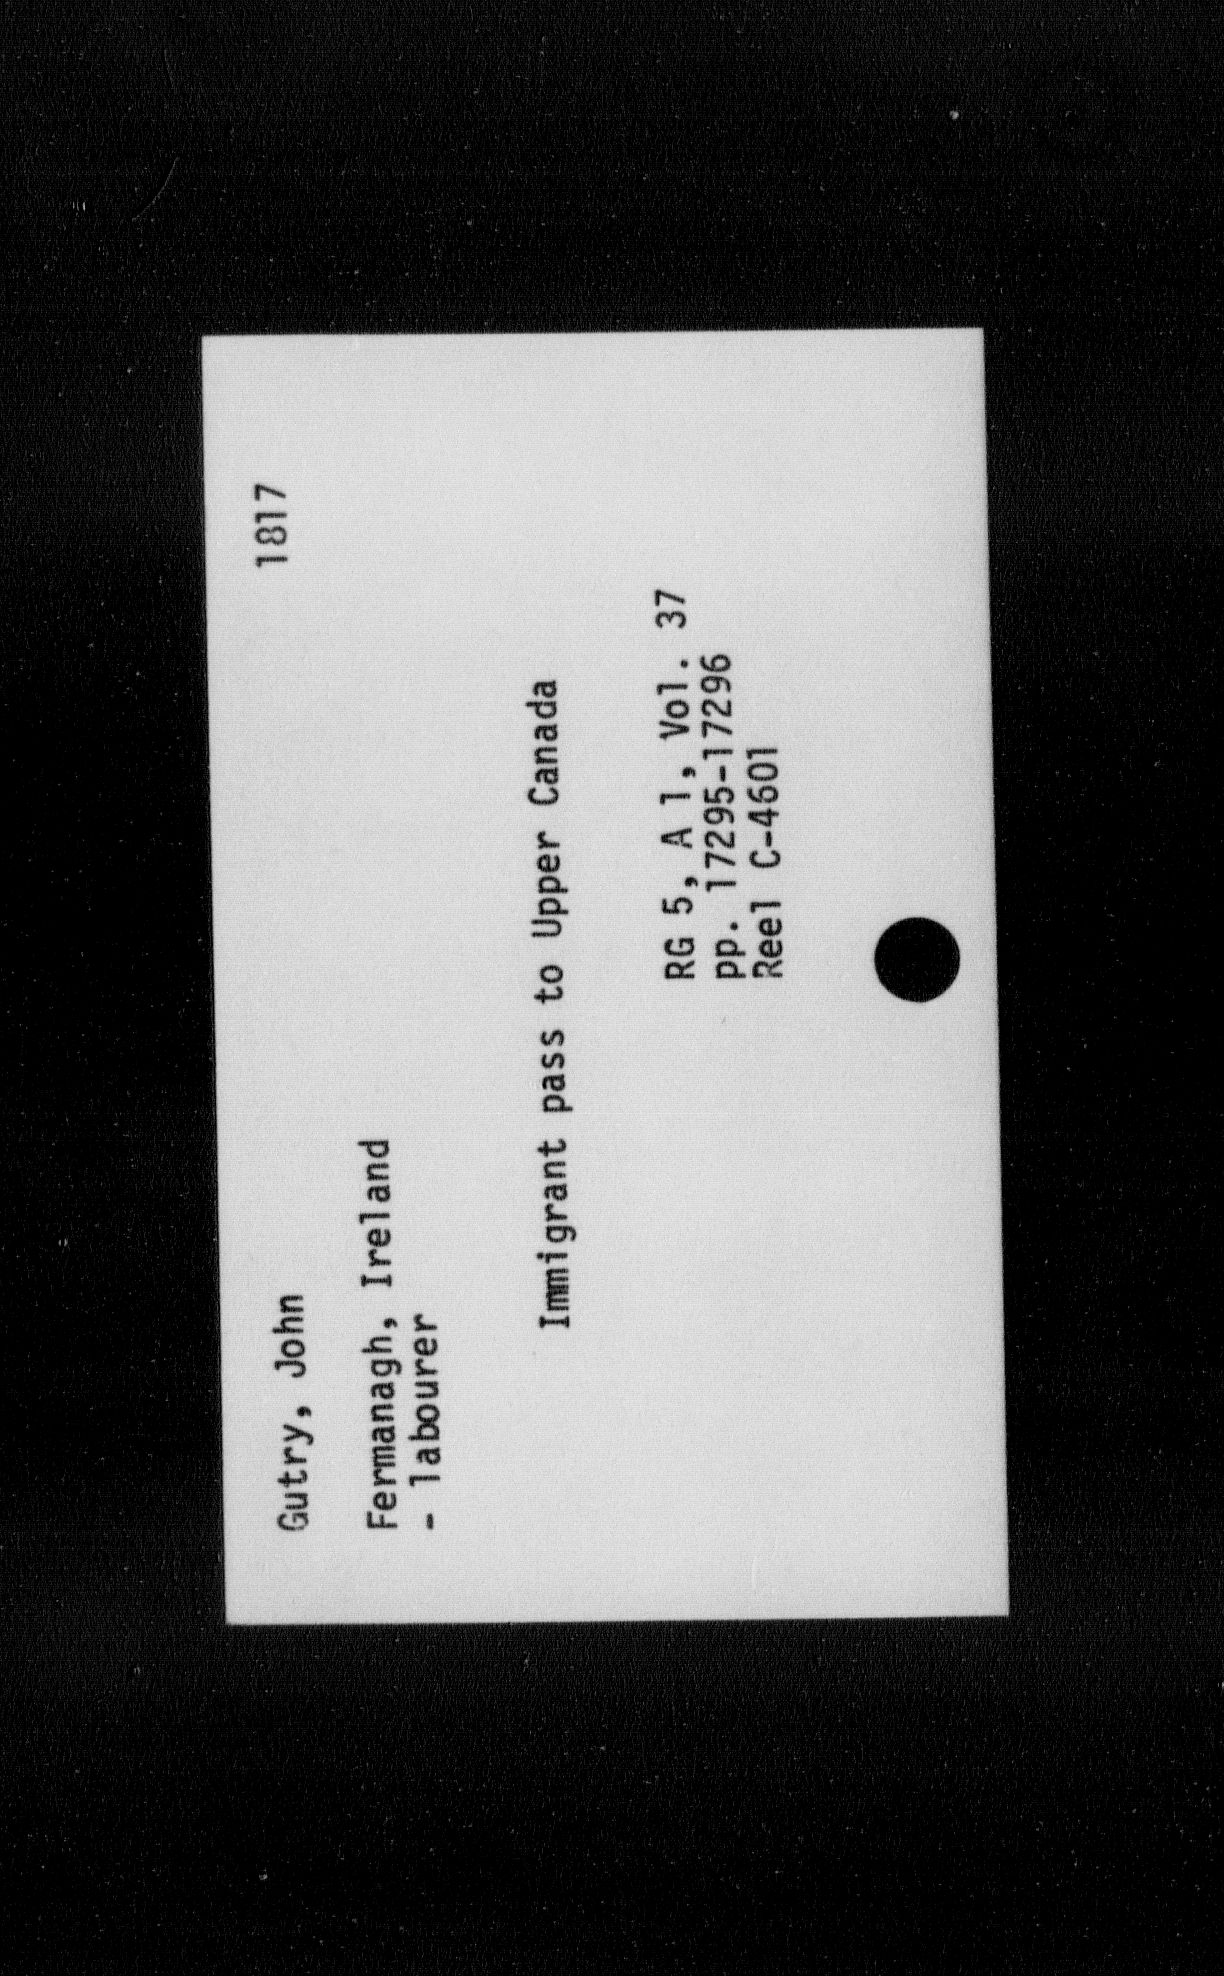 Gutry, John 1817
Fermanagh, Ireland
- labourer
Immigrant pass to Upper Canada
RG 5, A 1, Vol. 37
pp. 17295-17296
Reel C-4601